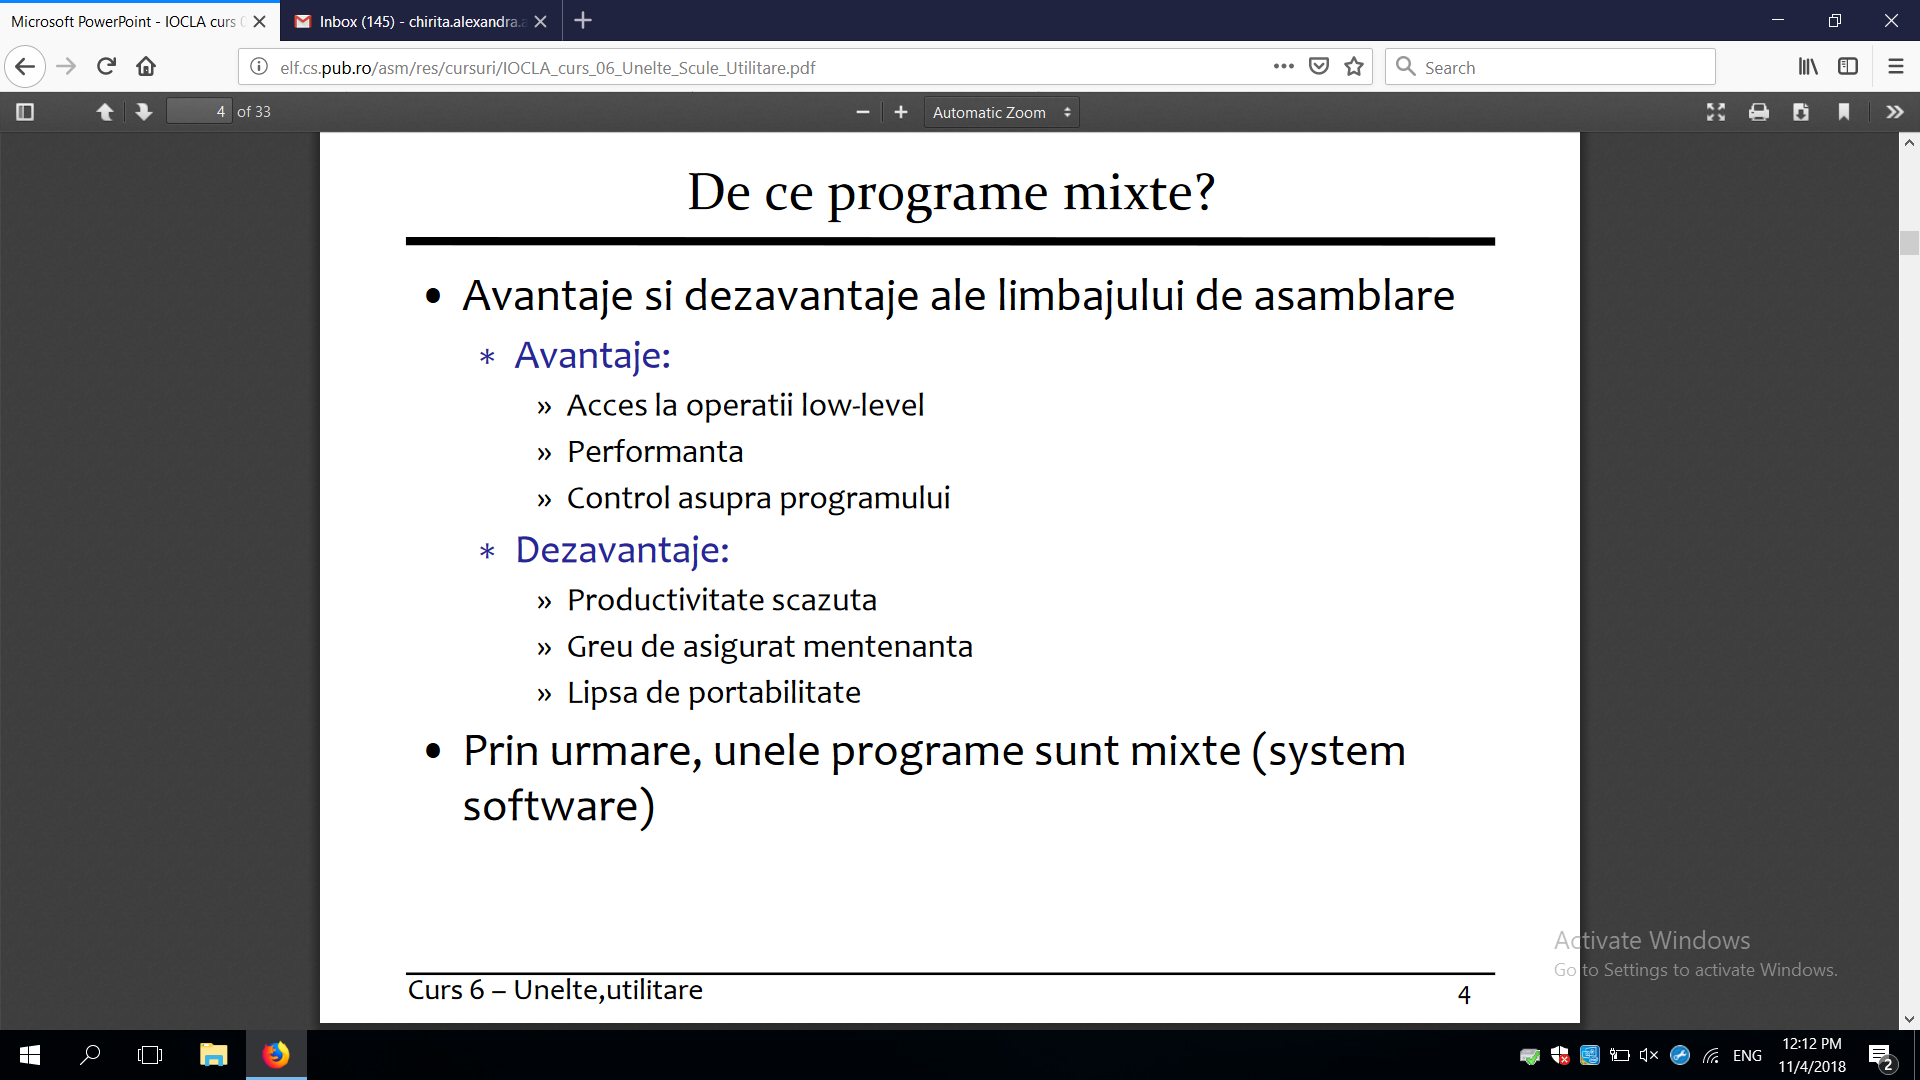 Microsoft PowerPoint - IOCLA curs
Inbox (145) - chirita.alexandra.
elf.cs.pub.ro/asm/res/cursuri/IOCLA_curs_06_Unelte_Scule_Utilitare.pdf
Search
4 of 33
Automatic Zoom
De ce programe mixte?
• Avantaje si dezavantaje ale limbajului de asamblare
* Avantaje:
» Acces la operatii low-level
» Performanta
» Control asupra programului
* Dezavantaje:
» Productivitate scazuta
» Greu de asigurat mentenanta
» Lipsa de portabilitate
• Prin urmare, unele programe sunt mixte (system
software)
Activate Windows
Go to Settings to activate Windows.
Curs 6 – Unelte,utilitare
4
ENG
12:12 PM
11/4/2018
2